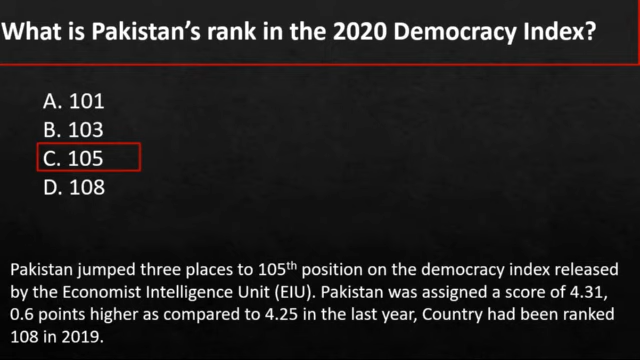 What is Pakistan’s rank in the 2020 Democracy Index?
A. 101
B. 103
C. 105
D. 108
Pakistan jumped three places to 105th position on the democracy index released
by the Economist Intelligence Unit (EIU). Pakistan was assigned a score of 4.31,
0.6 points higher as compared to 4.25 in the last year, Country had been ranked
108 in 2019.